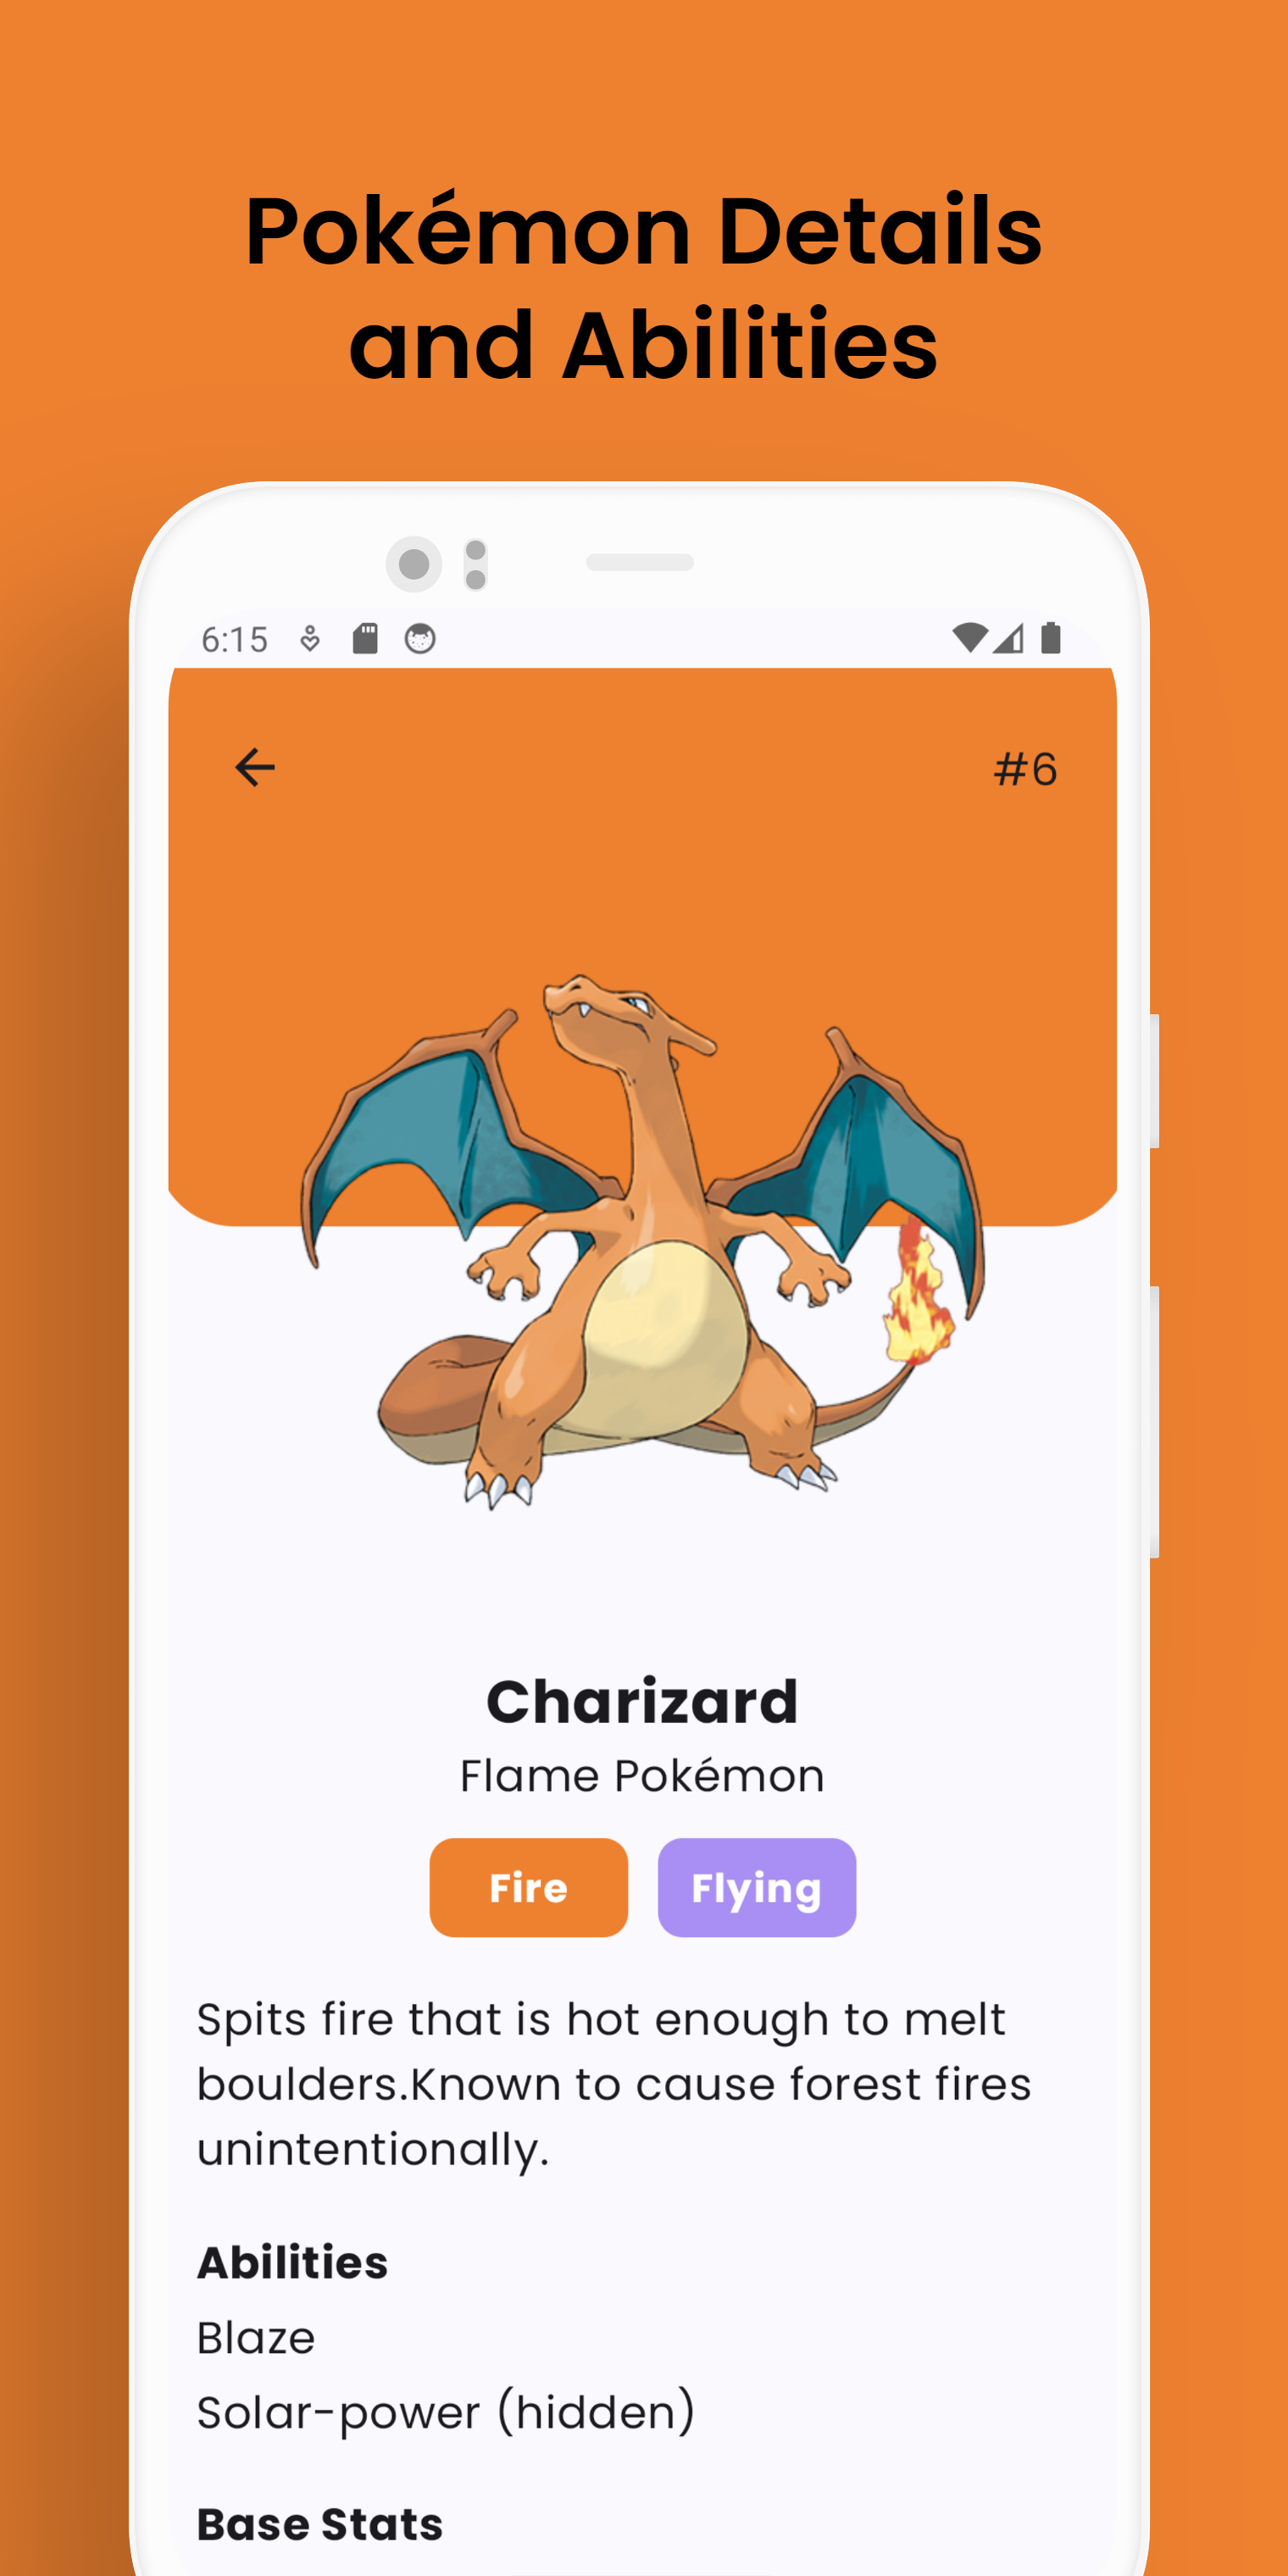 Pokémon Details
and Abilities
6:15
#6
Charizard
Flame Pokémon
Fire
Flying
Spits fire that is hot enough to melt
boulders.Known to cause forest fires
unintentionally.
Abilities
Blaze
Solar-power (hidden)
Base Stats